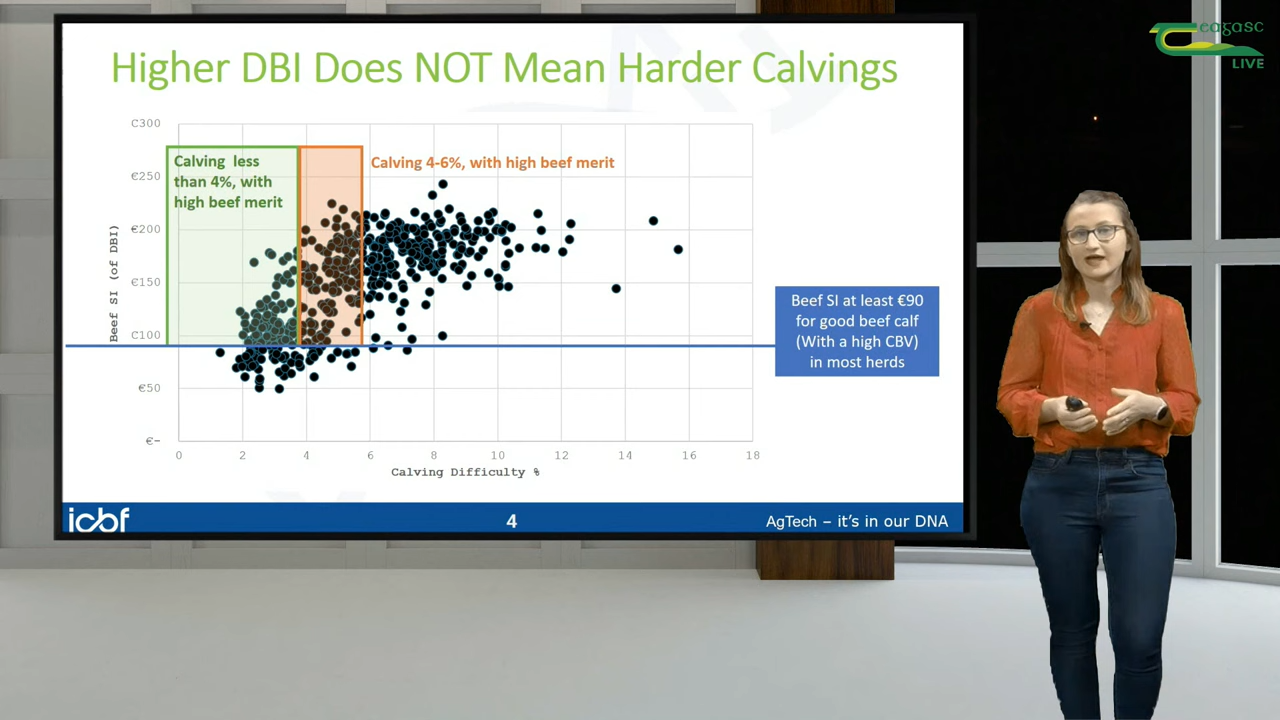 Higher DBI Does NOT Mean Harder Calvings
eagasc
LIVE
€300
€250
€200
€150
€100
€50
€-
Beef SI (of DBI)
Calving less
than 4%, with
high beef merit
Calving 4-6%, with high beef merit
Beef SI at least €90
for good beef calf
(With a high CBV)
in most herds
0 2 4 6 8 10 12 14 16 18
Calving Difficulty %
icbf
4
AgTech – it's in our DNA